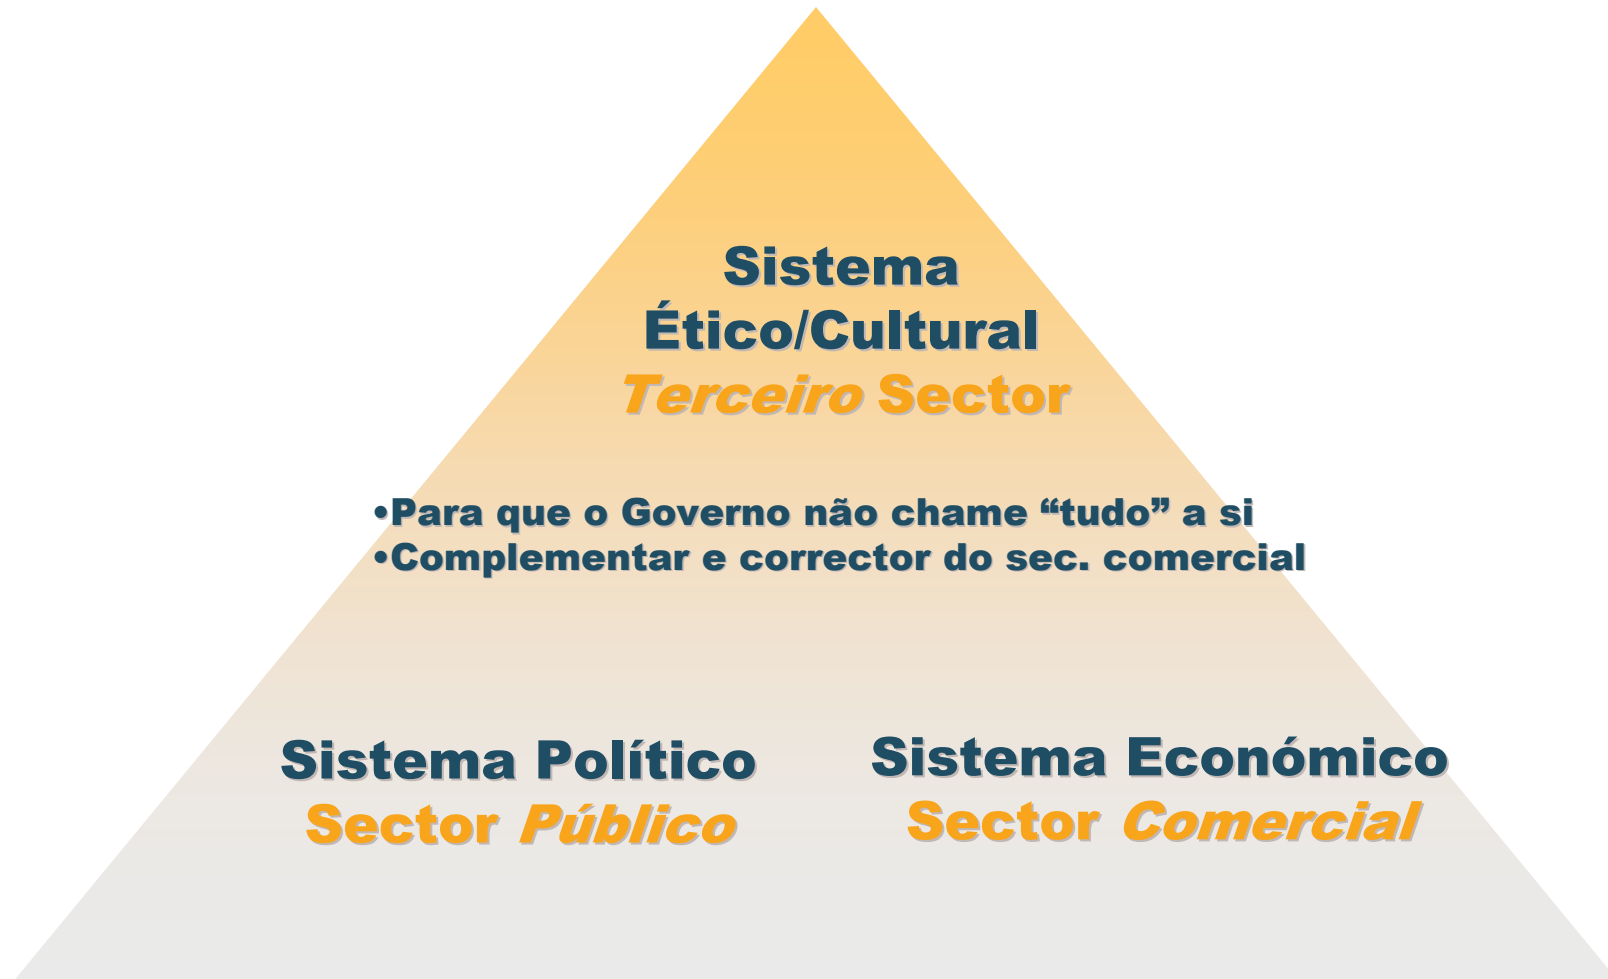 Sistema
Ético/Cultural
Terceiro Sector
•Para que o Governo não chame “tudo” a si
•Complementar e corrector do sec. comercial
Sistema Político
Sector Público
Sistema Económico
Sector Comercial